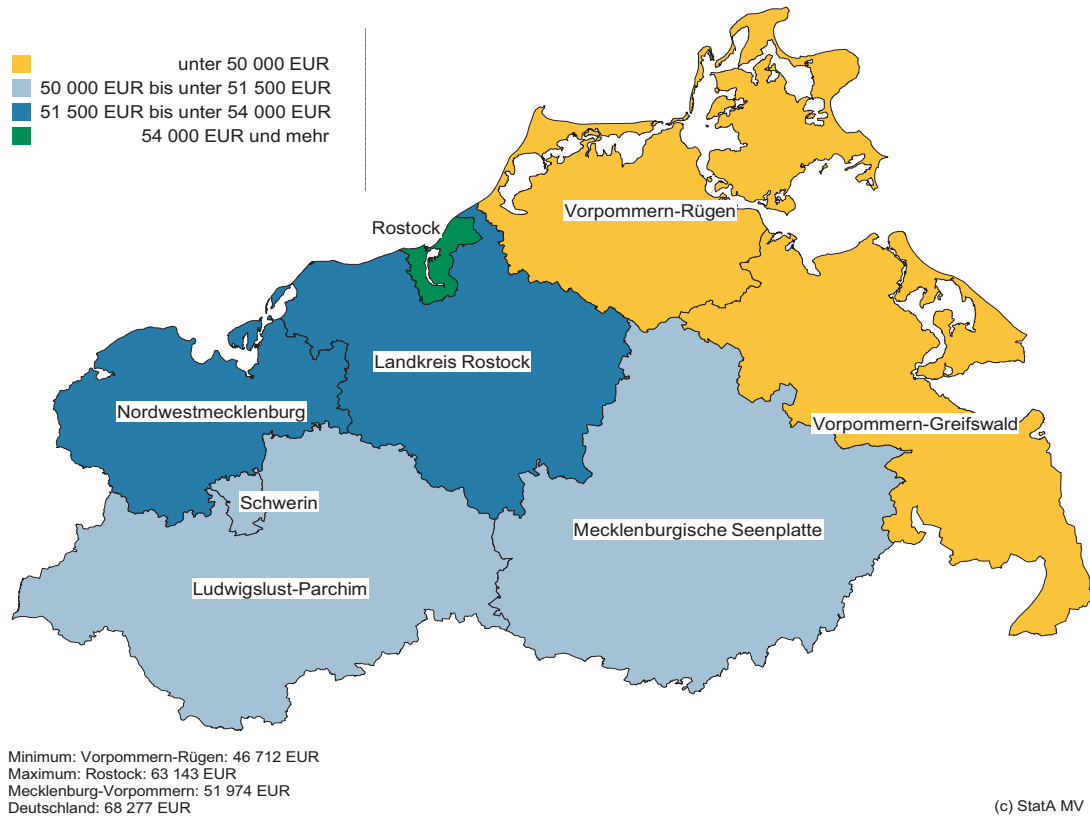 unter 50 000 EUR
50 000 EUR bis unter 51 500 EUR
51 500 EUR bis unter 54 000 EUR
54 000 EUR und mehr
Vorpommern-Rügen
Rostock
Landkreis Rostock
Nordwestmecklenburg
Vorpommern-Greifswald
Schwerin
Mecklenburgische Seenplatte
Ludwigslust-Parchim
Minimum: Vorpommern-Rügen: 46 712 EUR
Maximum: Rostock: 63 143 EUR
Mecklenburg-Vorpommern: 51 974 EUR
Deutschland: 68 277 EUR
(c) StatA MV